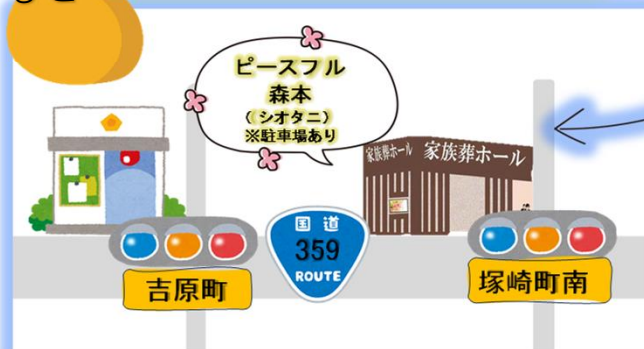 ピースフル
森本
(シオタニ)
※駐車場あり
家族葬ホール
家族葬ホール
国道
359
ROUTE
吉原町
塚崎町南